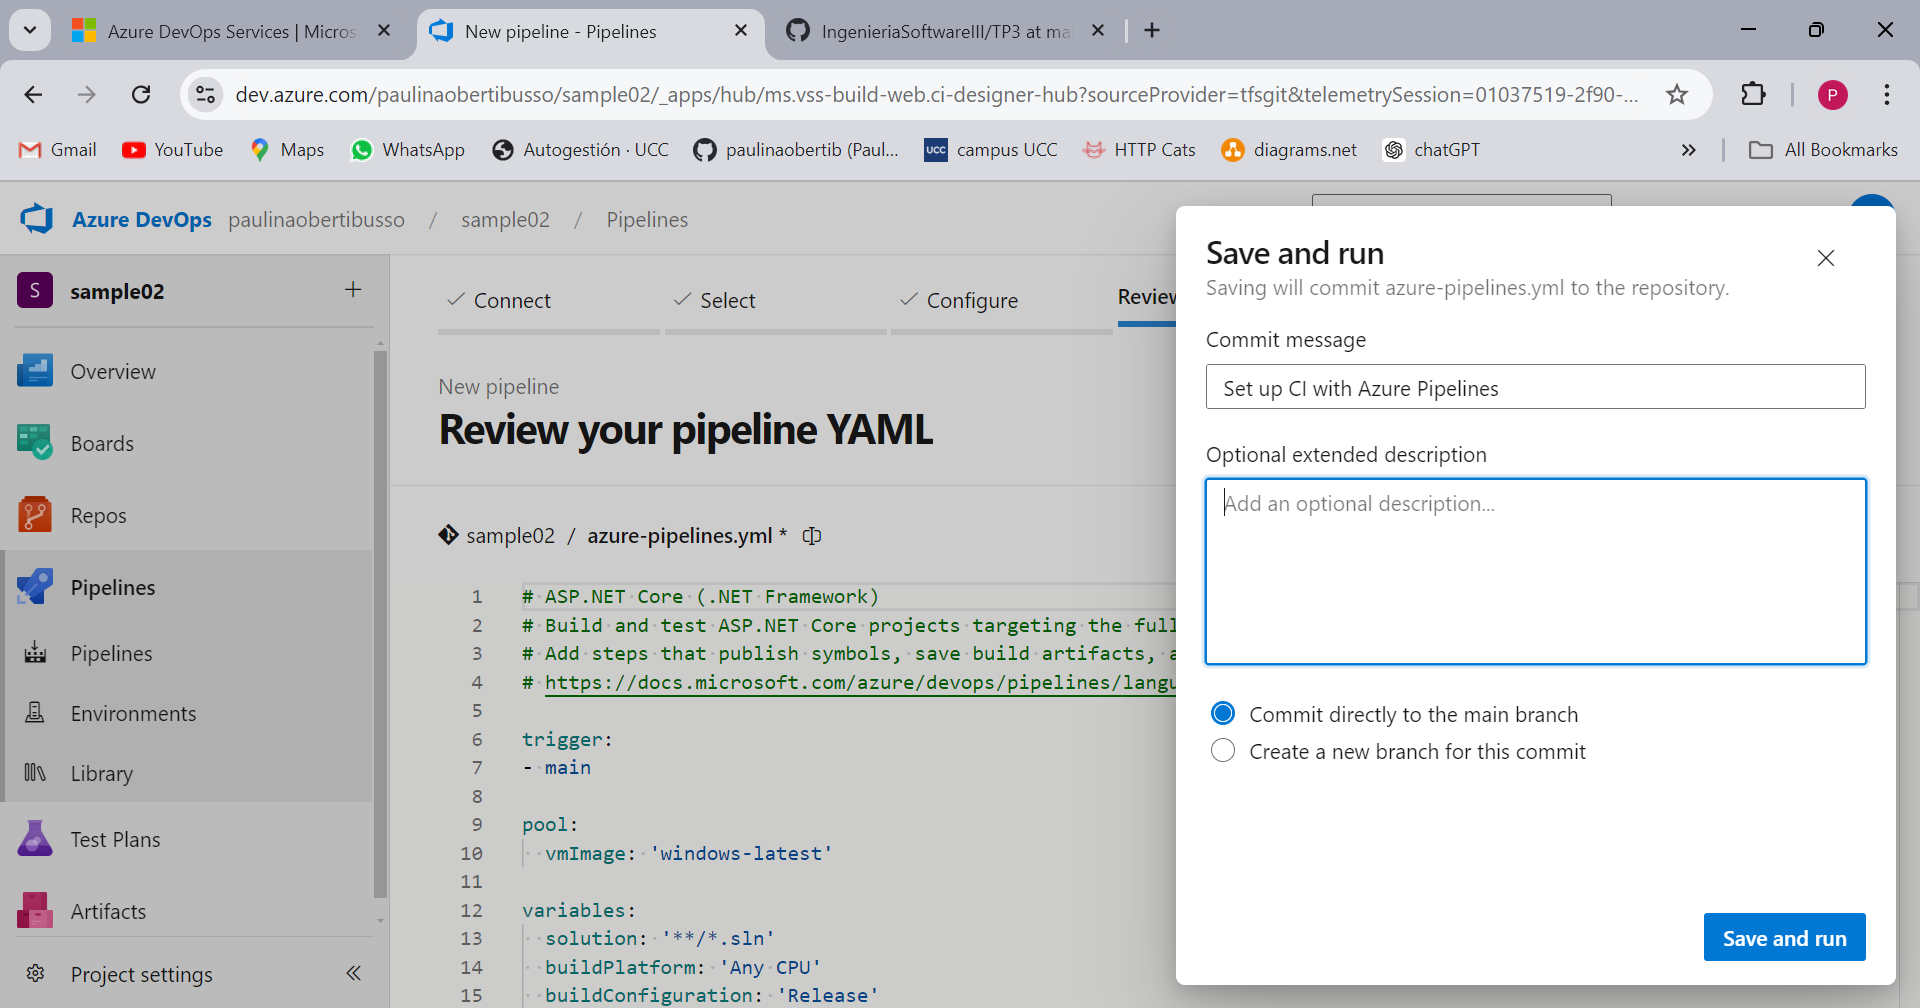 Azure DevOps Services | Micros
New pipeline - Pipelines
IngenieriaSoftwareIII/TP3 at ma
dev.azure.com/paulinaobertibusso/sample02/_apps/hub/ms.vss-build-web.ci-designer-hub?sourceProvider=tfsgit&telemetrySession=01037519-2f90-...
P
Gmail
YouTube
Maps
WhatsApp
Autogestión · UCC
paulinaobertib (Paul...
UCC
campus UCC
HTTP Cats
diagrams.net
chatGPT
All Bookmarks
Azure DevOps
paulinaobertibusso / sample02 / Pipelines
S
sample02
Overview
Boards
Repos
Pipelines
Pipelines
Environments
Library
Test Plans
Artifacts
Project settings
Connect
Select
Configure
Review
New pipeline
Review your pipeline YAML
sample02 / azure-pipelines.yml *
1 # ASP.NET Core (.NET Framework)
2 # Build and test ASP.NET Core projects targeting the full
3 # Add steps that publish symbols, save build artifacts, a
4 # https://docs.microsoft.com/azure/devops/pipelines/langu
5
6 trigger:
7 - main
8
9 pool:
10 vmImage: 'windows-latest'
11
12 variables:
13 solution: '**/*.sln'
14 buildPlatform: 'Any CPU'
15 buildConfiguration: 'Release'
Save and run
Saving will commit azure-pipelines.yml to the repository.
Commit message
Set up CI with Azure Pipelines
Optional extended description
Add an optional description...
Commit directly to the main branch
Create a new branch for this commit
Save and run